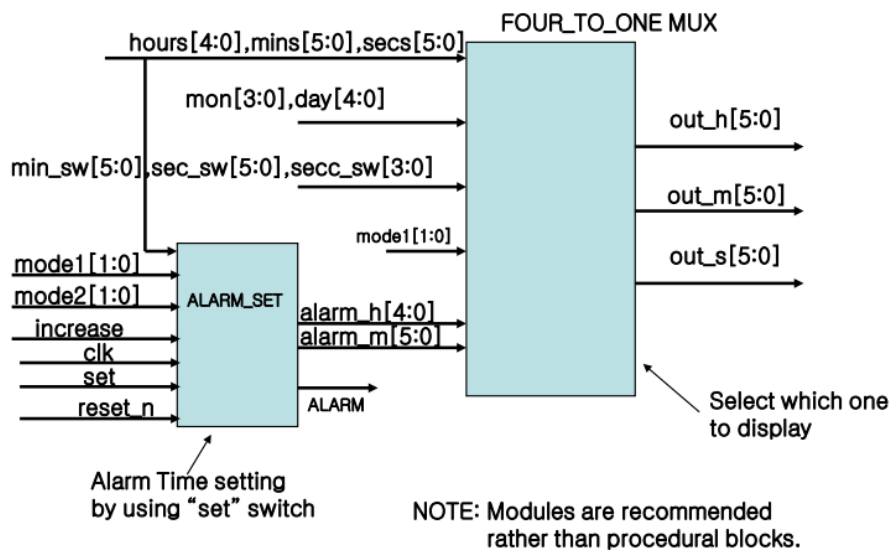 FOUR_TO_ONE MUX
hours[4:0],mins[5:0],secs[5:0]
mon[3:0],day[4:0]
out_h[5:0]
min_sw[5:0],sec_sw[5:0],secc_sw[3:0]
out_m[5:0]
mode1[1:0]
out_s[5:0]
mode1[1:0]
mode2[1:0]
ALARM_SET
alarm_h[4:0]
increase
alarm_m[5:0]
clk
set
ALARM
reset_n
Select which one
to display
Alarm Time setting
by using “set” switch
NOTE: Modules are recommended
rather than procedural blocks.